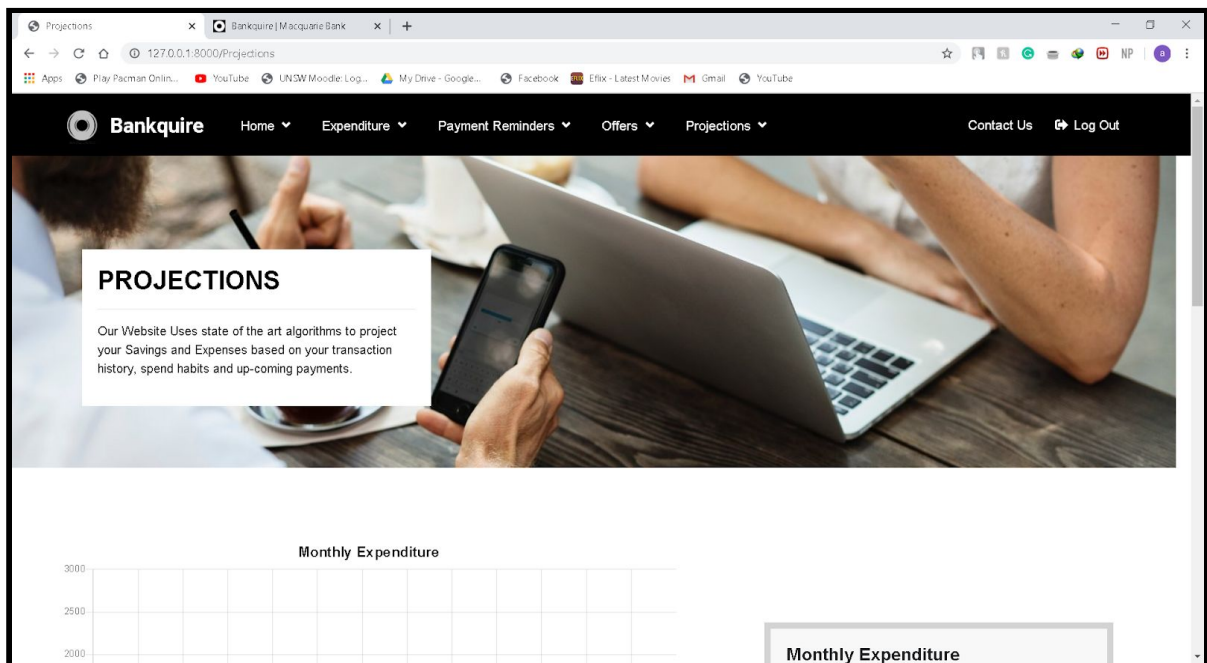 Projections
Bankquire | Macquarie Bank
127.0.0.1:8000/Projections
NP
a
Apps Play Pacman Onlin... YouTube UNSW Moodle: Log... My Drive - Google... Facebook Eflix - Latest Movies Gmail YouTube
Bankquire Home Expenditure Payment Reminders Offers Projections Contact Us Log Out
PROJECTIONS
Our Website Uses state of the art algorithms to project
your Savings and Expenses based on your transaction
history, spend habits and up-coming payments.
Monthly Expenditure
3000
2500
2000
Monthly Expenditure